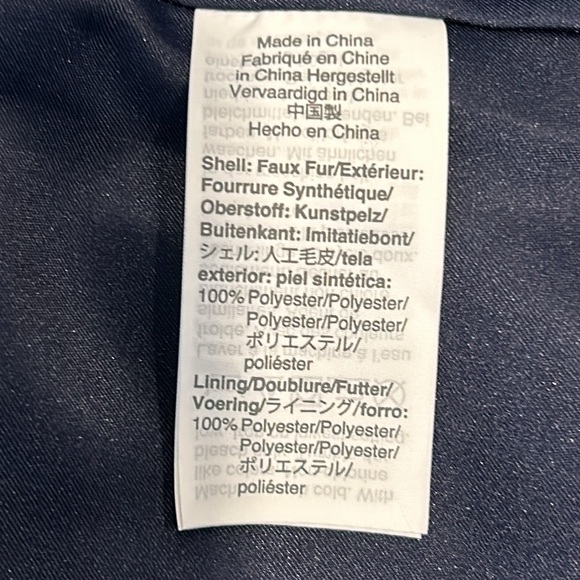 Made in China
Fabriqué en Chine
in China Hergestellt
Vervaardigd in China
中国製
Hecho en China
Shell: Faux Fur/Extérieur:
Fourrure Synthétique/
Oberstoff: Kunstpelz/
Buitenkant: Imitatiebont/
シェル: 人工毛皮/tela
exterior: piel sintética:
100% Polyester/Polyester/
Polyester/Polyester/
ポリエステル/
poliéster
Lining/Doublure/Futter/
Voering/ライニング/forro:
100% Polyester/Polyester/
Polyester/Polyester/
ポリエステル/
poliéster